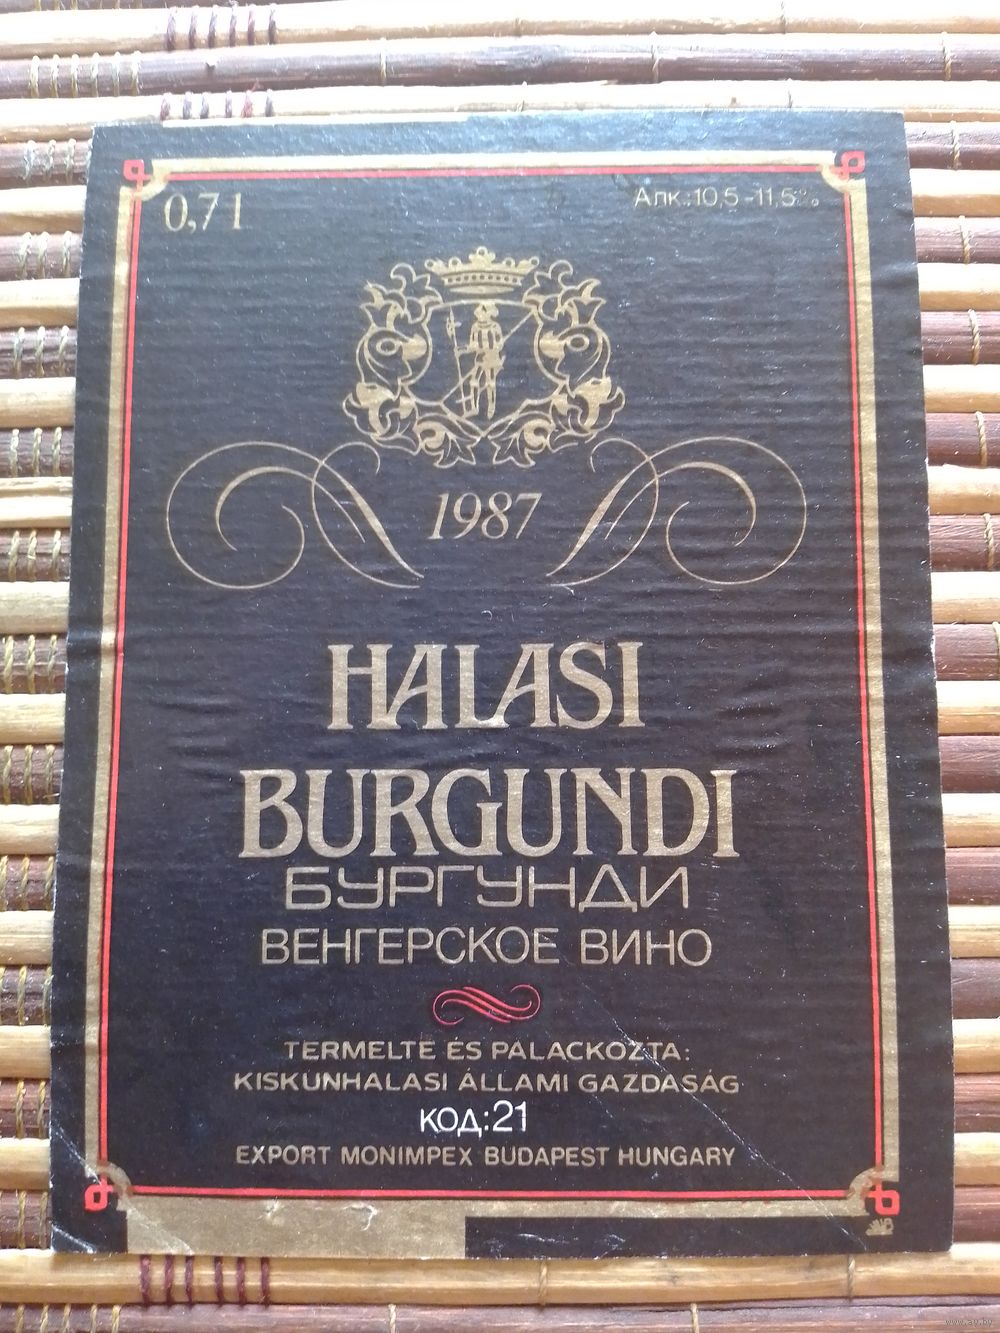 0,7 l
Алк.:10,5-11,5%
1987
HALASI
BURGUNDI
БУРГУНДИ
ВЕНГЕРСКОЕ ВИНО
TERMELTE ÉS PALACKOZTA:
KISKUNHALASI ÁLLAMI GAZDASÁG
КОД:21
EXPORT MONIMPEX BUDAPEST HUNGARY